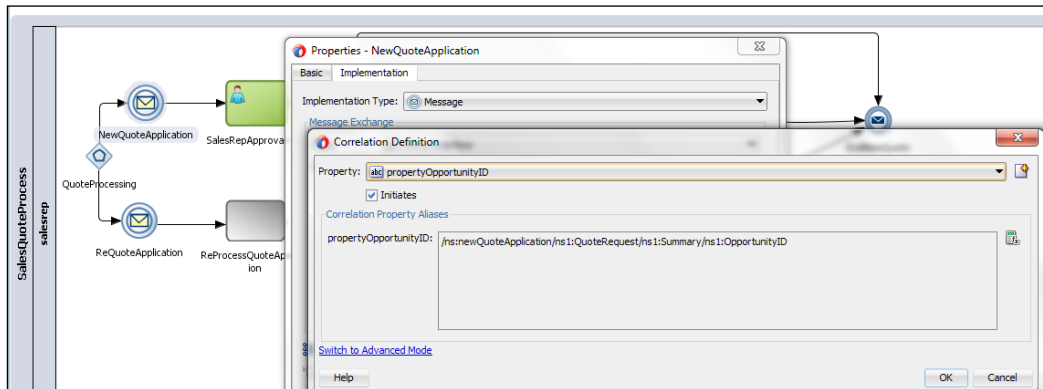 Properties - NewQuoteApplication
Basic Implementation
Implementation Type: Message
Message Exchange
Correlation Definition
Property: abc propertyOpportunityID
Initiates
Correlation Property Aliases
propertyOpportunityID: /ns:newQuoteApplication/ns1:QuoteRequest/ns1:Summary/ns1:OpportunityID
Switch to Advanced Mode
Help OK Cancel
SalesQuoteProcess
salesrep
NewQuoteApplication
SalesRepApprova
QuoteProcessing
ReQuoteApplication
ReProcessQuoteAp
ion